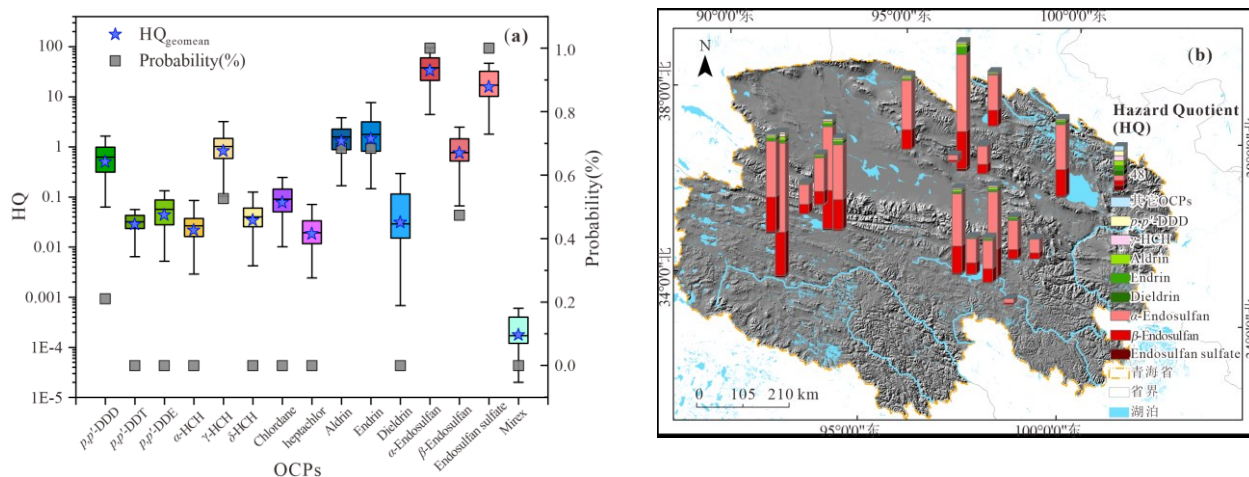 (a)
HQgeomean
Probability(%)
100
10
1
0.1
0.01
0.001
1E-4
1E-5
HQ
1.0
0.8
0.6
0.4
0.2
0.0
Probability(%)
p,p'-DDD
p,p'-DDT
p,p'-DDE
α-HCH
γ-HCH
δ-HCH
Chlordane
heptachlor
Aldrin
Endrin
Dieldrin
α-Endosulfan
β-Endosulfan
Endosulfan sulfate
Mirex
OCPs
90°0'0"东
95°0'0"东
100°0'0"东
N
(b)
38°0'0"北
34°0'0"北
Hazard Quotient
(HQ)
48
其它OCPs
p,p'-DDD
γ-HCH
Aldrin
Endrin
Dieldrin
α-Endosulfan
β-Endosulfan
Endosulfan sulfate
青海省
省界
湖泊
0 105 210 km
95°0'0"东
100°0'0"东